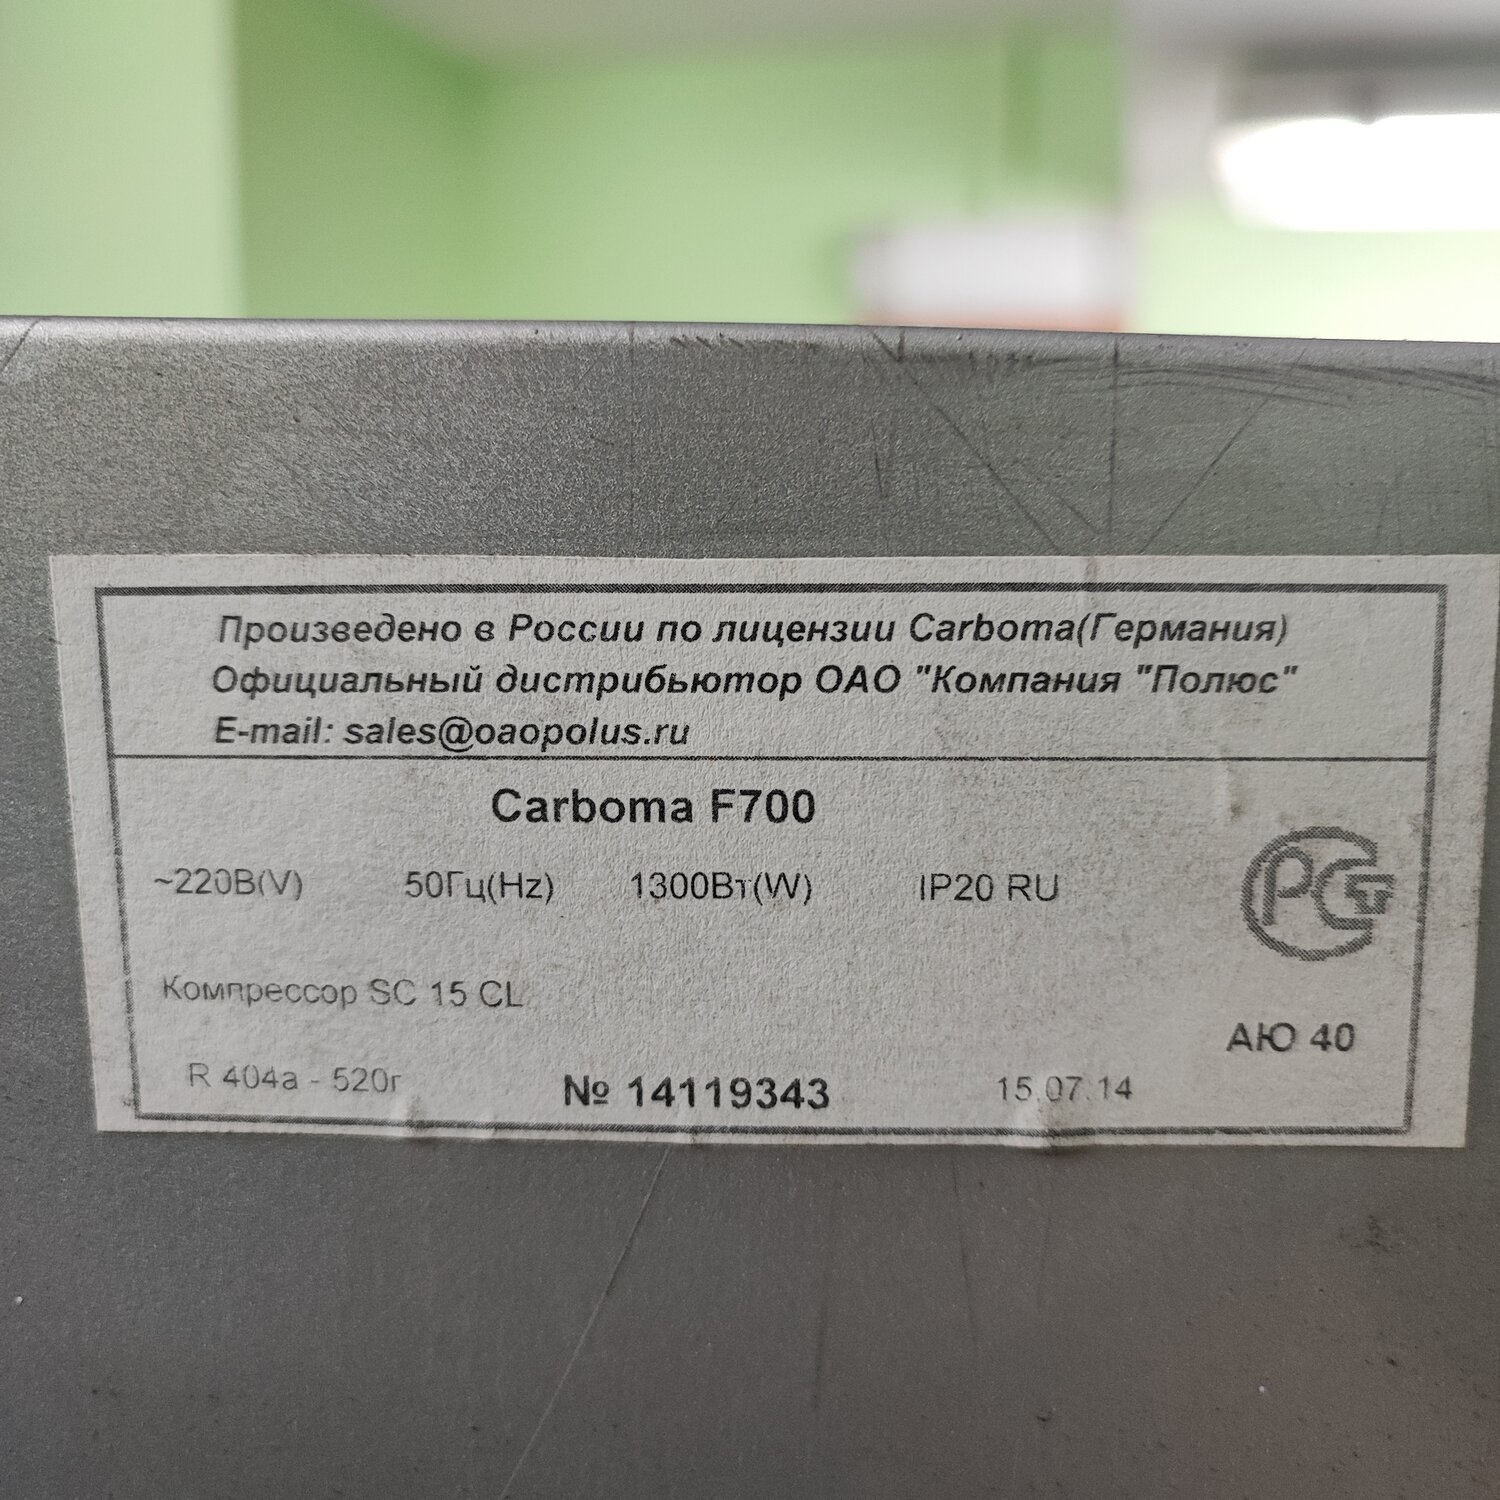 Произведено в России по лицензии Carboma(Германия)
Официальный дистрибьютор ОАО "Компания "Полюс"
E-mail: sales@oaopolus.ru
Carboma F700
~220В(V) 50Гц(Hz) 1300Вт(W) IP20 RU
РСТ
Компрессор SC 15 CL
АЮ 40
R 404a - 520г № 14119343 15.07.14